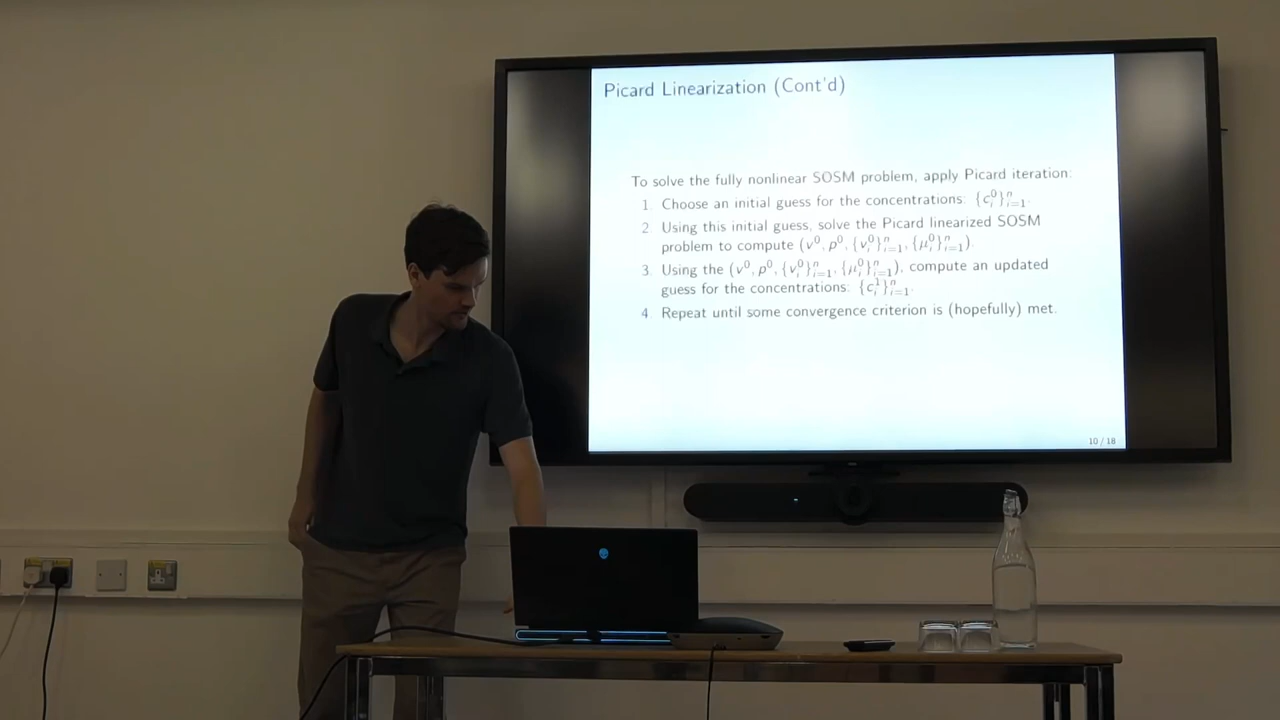 Picard Linearization (Cont'd)
To solve the fully nonlinear SOSM problem, apply Picard iteration:
1. Choose an initial guess for the concentrations: {c_i^0}_{i=1}^n.
2. Using this initial guess, solve the Picard linearized SOSM
problem to compute (v^0, p^0, {v_i^0}_{i=1}^n, {μ_i^0}_{i=1}^n).
3. Using the (v^0, p^0, {v_i^0}_{i=1}^n, {μ_i^0}_{i=1}^n), compute an updated
guess for the concentrations: {c_i^1}_{i=1}^n.
4. Repeat until some convergence criterion is (hopefully) met.
10 / 18